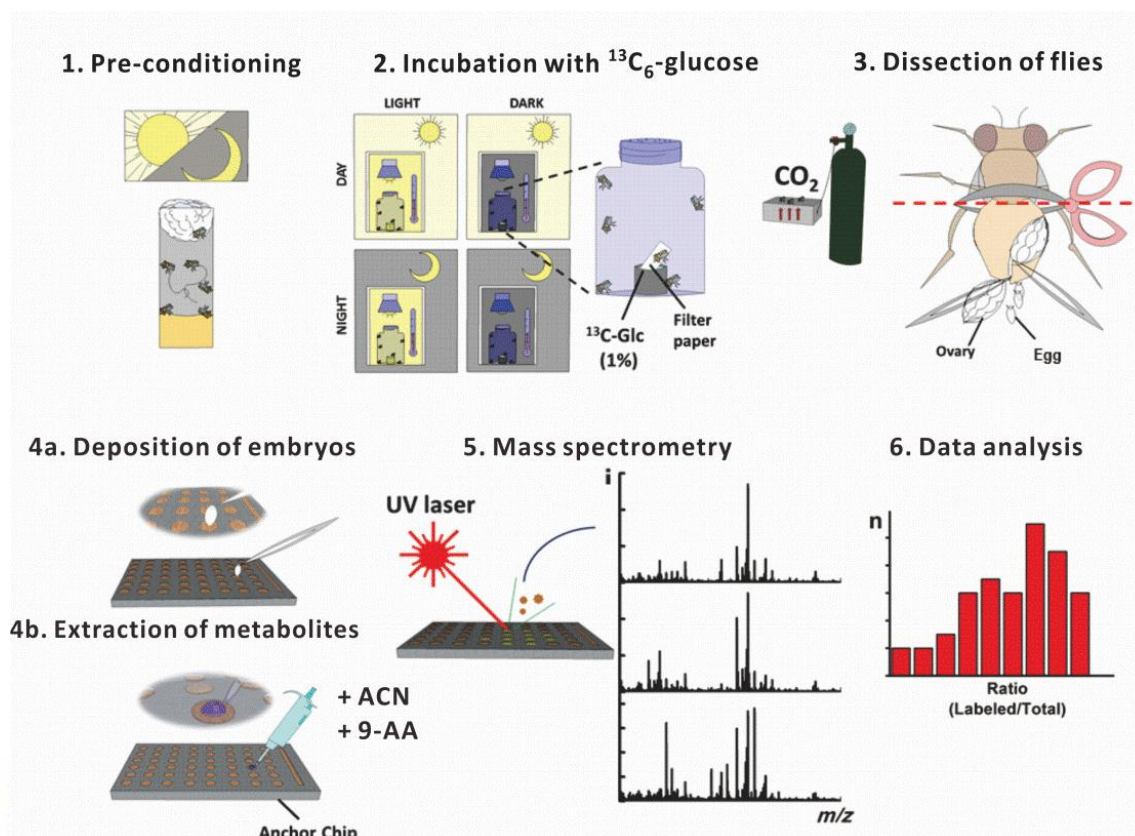 1. Pre-conditioning
2. Incubation with ¹³C₆-glucose
LIGHT
DARK
DAY
NIGHT
¹³C-Glc
(1%)
Filter
paper
3. Dissection of flies
CO₂
Ovary
Egg
4a. Deposition of embryos
4b. Extraction of metabolites
+ ACN
+ 9-AA
Anchor Chip
5. Mass spectrometry
UV laser
i
m/z
6. Data analysis
n
Ratio
(Labeled/Total)